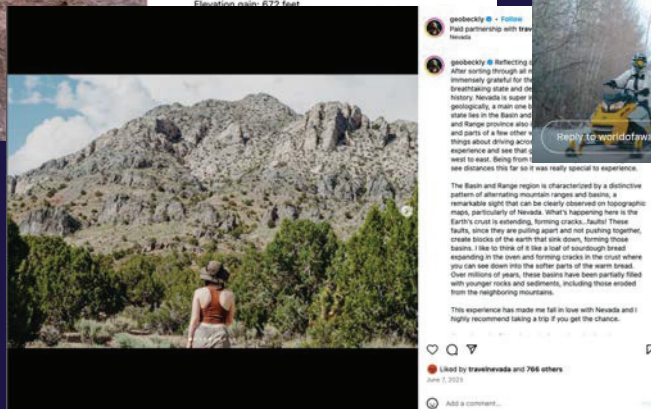 Elevation gain: 672 feet
geobeckly • Follow
Paid partnership with trav
Nevada
geobeckly Reflecting o
After sorting through all m
immensely grateful for the
breathtaking state and de
history. Nevada is super i
geologically, a main one b
state lies in the Basin and
and Range province also i
and parts of a few other w
things about driving acros
experience and see that g
west to east. Being from t
see distances this far so it was really special to experience.
The Basin and Range region is characterized by a distinctive
pattern of alternating mountain ranges and basins, a
remarkable sight that can be clearly observed on topographic
maps, particularly of Nevada. What's happening here is the
Earth's crust is extending, forming cracks...faults! These
faults, since they are pulling apart and not pushing together,
create blocks of the earth that sink down, forming those
basins. I like to think of it like a loaf of sourdough bread
expanding in the oven and forming cracks in the crust where
you can see down into the softer parts of the warm bread.
Over millions of years, these basins have been partially filled
with younger rocks and sediments, including those eroded
from the neighboring mountains.
This experience has made me fall in love with Nevada and I
highly recommend taking a trip if you get the chance.
Liked by travelnevada and 766 others
June 7, 2023
Add a comment...
Reply to worldofawa